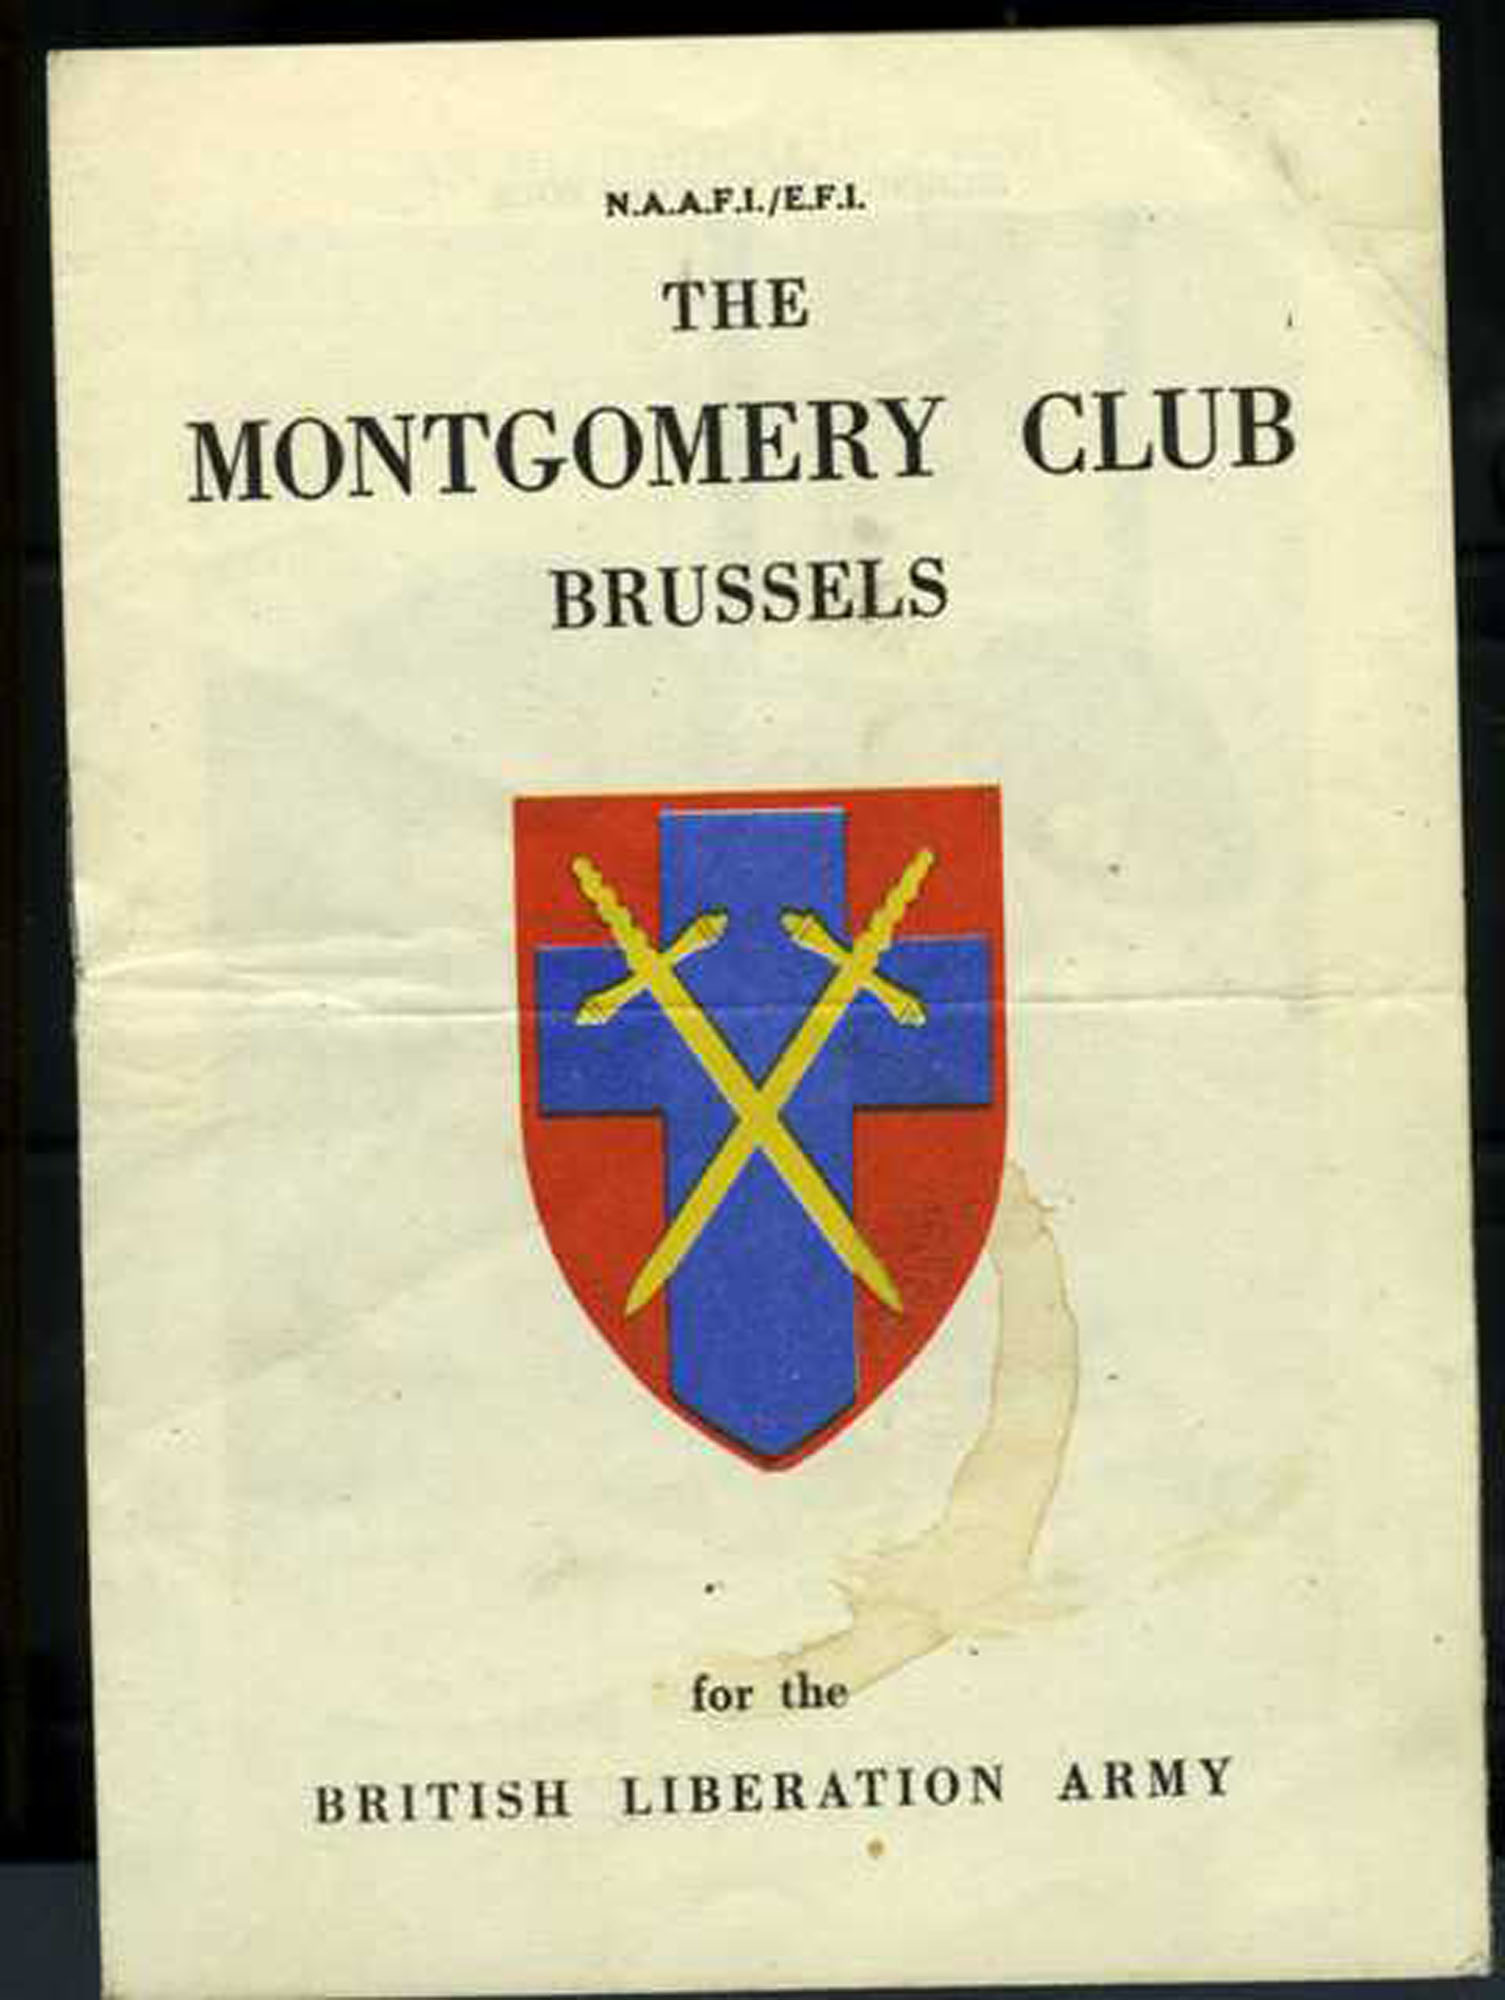 N.A.A.F.I./E.F.I.
THE
MONTGOMERY CLUB
BRUSSELS
for the
BRITISH LIBERATION ARMY